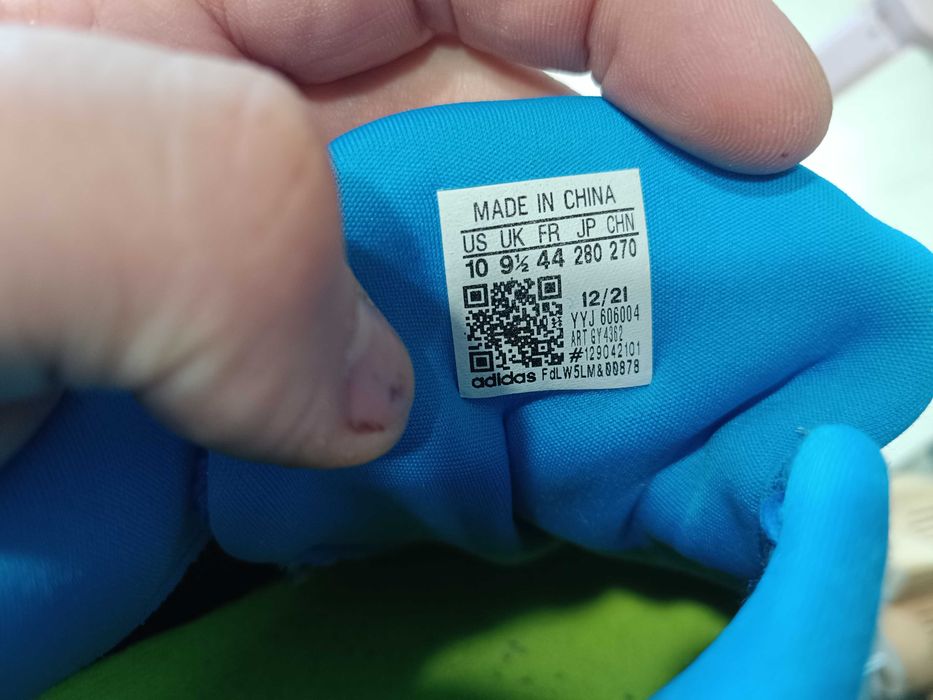 MADE IN CHINA
US UK FR JP CHN
10 9½ 44 280 270
12/21
YYJ 606004
ART GY4382
#129042101
adidas FdLW5LM&00878